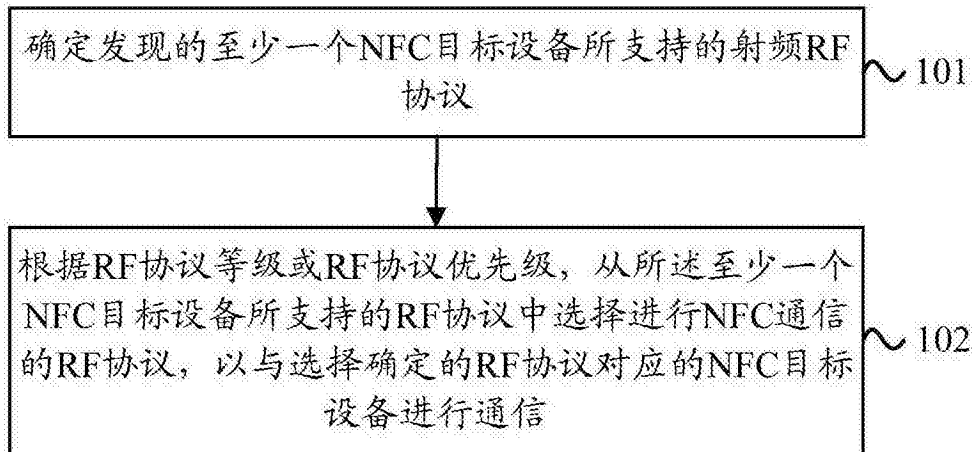 确定发现的至少一个NFC目标设备所支持的射频RF
协议
101
根据RF协议等级或RF协议优先级，从所述至少一个
NFC目标设备所支持的RF协议中选择进行NFC通信
的RF协议，以与选择确定的RF协议对应的NFC目标
设备进行通信
102